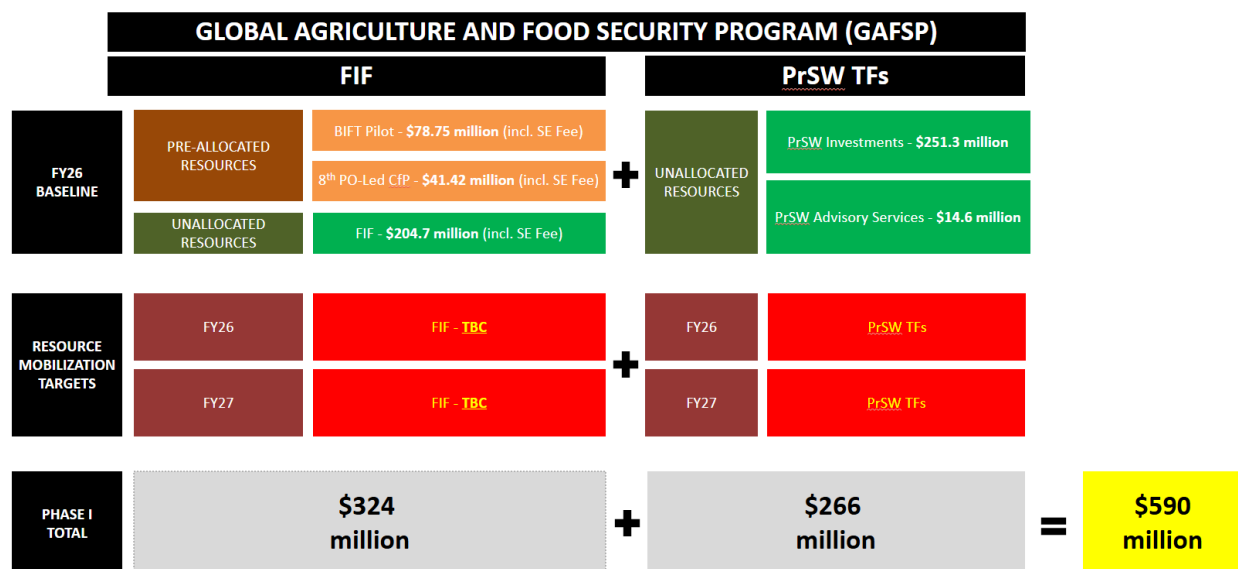 GLOBAL AGRICULTURE AND FOOD SECURITY PROGRAM (GAFSP)
FIF
PrSW TFs
FY26
BASELINE
PRE-ALLOCATED
RESOURCES
BIFT Pilot - $78.75 million (incl. SE Fee)
8th PO-Led CfP - $41.42 million (incl. SE Fee)
UNALLOCATED
RESOURCES
FIF - $204.7 million (incl. SE Fee)
+
UNALLOCATED
RESOURCES
PrSW Investments - $251.3 million
PrSW Advisory Services - $14.6 million
RESOURCE
MOBILIZATION
TARGETS
FY26
FIF - TBC
FY27
FIF - TBC
+
FY26
PrSW TFs
FY27
PrSW TFs
PHASE I
TOTAL
$324
million
+
$266
million
=
$590
million